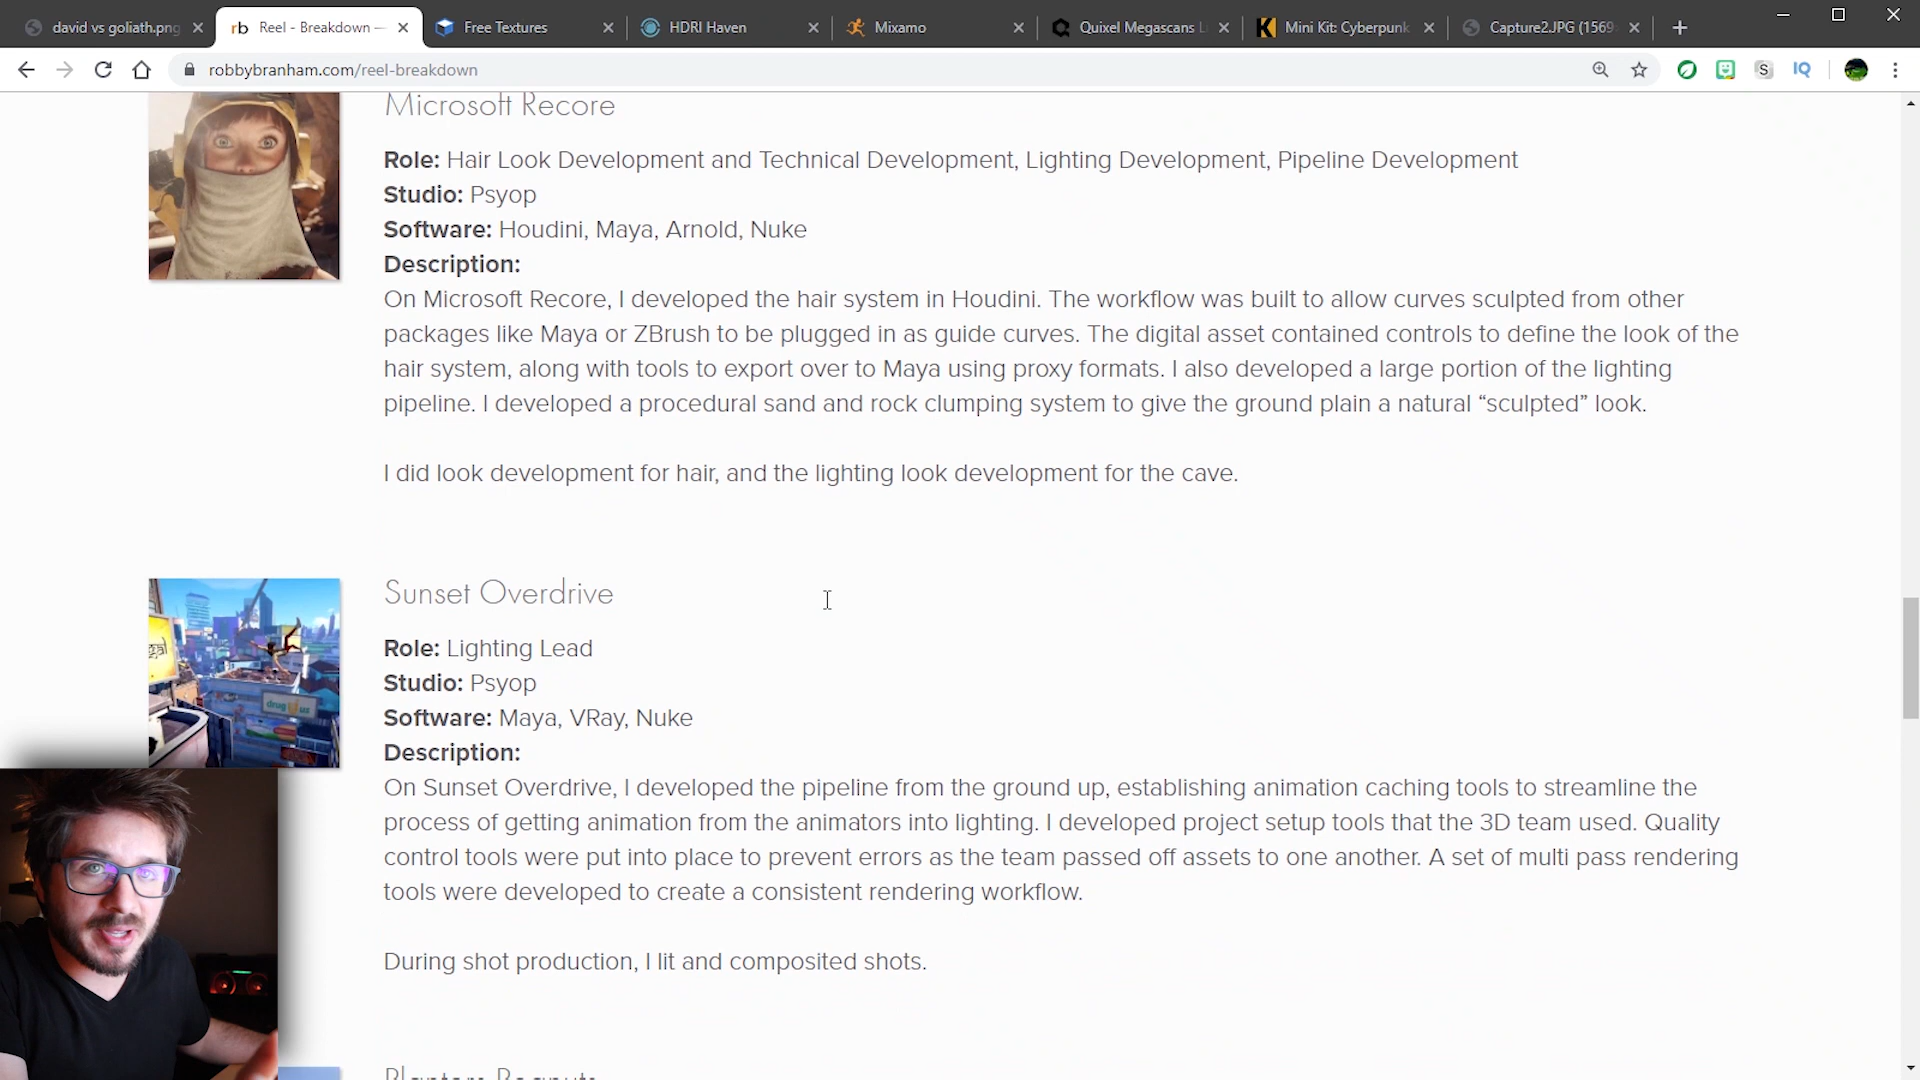 david vs goliath.png
Reel - Breakdown —
Free Textures
HDRI Haven
Mixamo
Quixel Megascans
Mini Kit: Cyberpunk
Capture2.JPG (1569
robbybranham.com/reel-breakdown
Microsoft Recore
Role: Hair Look Development and Technical Development, Lighting Development, Pipeline Development
Studio: Psyop
Software: Houdini, Maya, Arnold, Nuke
Description:
On Microsoft Recore, I developed the hair system in Houdini. The workflow was built to allow curves sculpted from other
packages like Maya or ZBrush to be plugged in as guide curves. The digital asset contained controls to define the look of the
hair system, along with tools to export over to Maya using proxy formats. I also developed a large portion of the lighting
pipeline. I developed a procedural sand and rock clumping system to give the ground plain a natural “sculpted” look.
I did look development for hair, and the lighting look development for the cave.
Sunset Overdrive
Role: Lighting Lead
Studio: Psyop
Software: Maya, VRay, Nuke
Description:
On Sunset Overdrive, I developed the pipeline from the ground up, establishing animation caching tools to streamline the
process of getting animation from the animators into lighting. I developed project setup tools that the 3D team used. Quality
control tools were put into place to prevent errors as the team passed off assets to one another. A set of multi pass rendering
tools were developed to create a consistent rendering workflow.
During shot production, I lit and composited shots.
Planters Peanuts